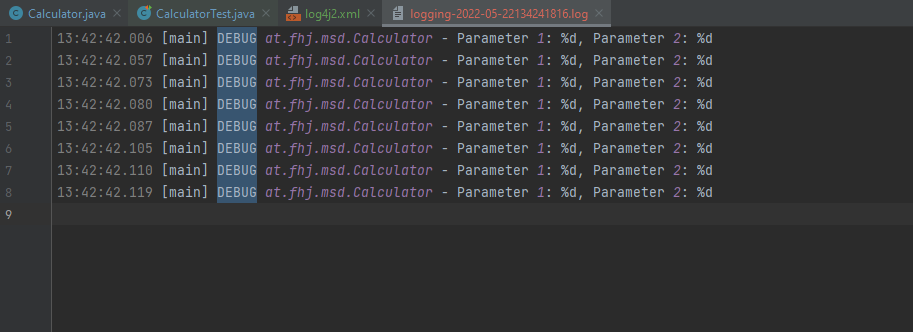 Calculator.java CalculatorTest.java log4j2.xml logging-2022-05-22134241816.log
1 13:42:42.006 [main] DEBUG at.fhj.msd.Calculator - Parameter 1: %d, Parameter 2: %d
2 13:42:42.057 [main] DEBUG at.fhj.msd.Calculator - Parameter 1: %d, Parameter 2: %d
3 13:42:42.073 [main] DEBUG at.fhj.msd.Calculator - Parameter 1: %d, Parameter 2: %d
4 13:42:42.080 [main] DEBUG at.fhj.msd.Calculator - Parameter 1: %d, Parameter 2: %d
5 13:42:42.087 [main] DEBUG at.fhj.msd.Calculator - Parameter 1: %d, Parameter 2: %d
6 13:42:42.105 [main] DEBUG at.fhj.msd.Calculator - Parameter 1: %d, Parameter 2: %d
7 13:42:42.110 [main] DEBUG at.fhj.msd.Calculator - Parameter 1: %d, Parameter 2: %d
8 13:42:42.119 [main] DEBUG at.fhj.msd.Calculator - Parameter 1: %d, Parameter 2: %d
9